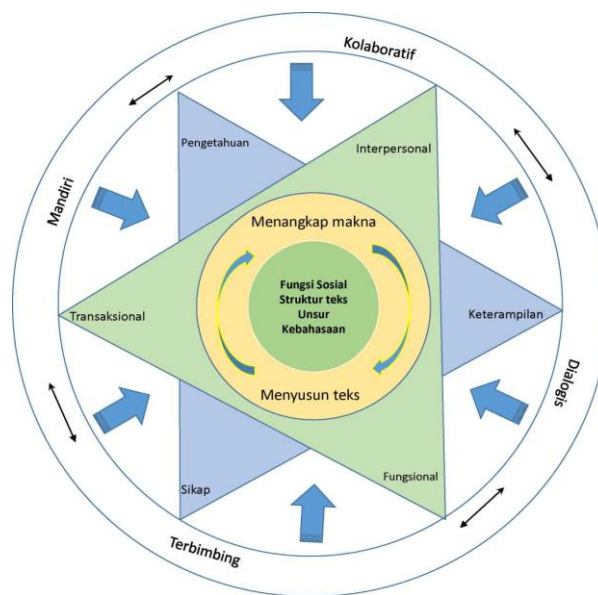 Kolaboratif
Pengetahuan
Interpersonal
Mandiri
Menangkap makna
Fungsi Sosial
Struktur teks
Unsur
Kebahasaan
Transaksional
Keterampilan
Dialogis
Menyusun teks
Fungsional
Sikap
Terbimbing